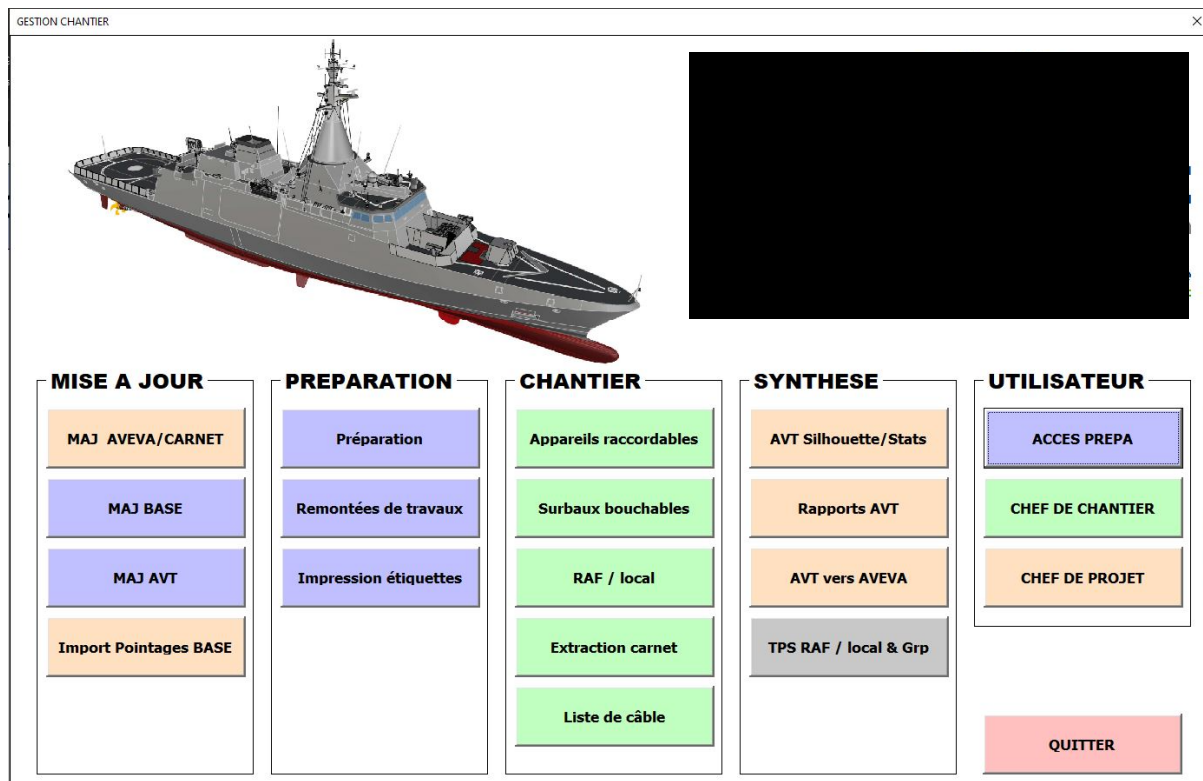 GESTION CHANTIER
MISE A JOUR
MAJ AVEVA/CARNET
MAJ BASE
MAJ AVT
Import Pointages BASE
PREPARATION
Préparation
Remontées de travaux
Impression étiquettes
CHANTIER
Appareils raccordables
Surbaux bouchables
RAF / local
Extraction carnet
Liste de câble
SYNTHESE
AVT Silhouette/Stats
Rapports AVT
AVT vers AVEVA
TPS RAF / local & Grp
UTILISATEUR
ACCES PREPA
CHEF DE CHANTIER
CHEF DE PROJET
QUITTER